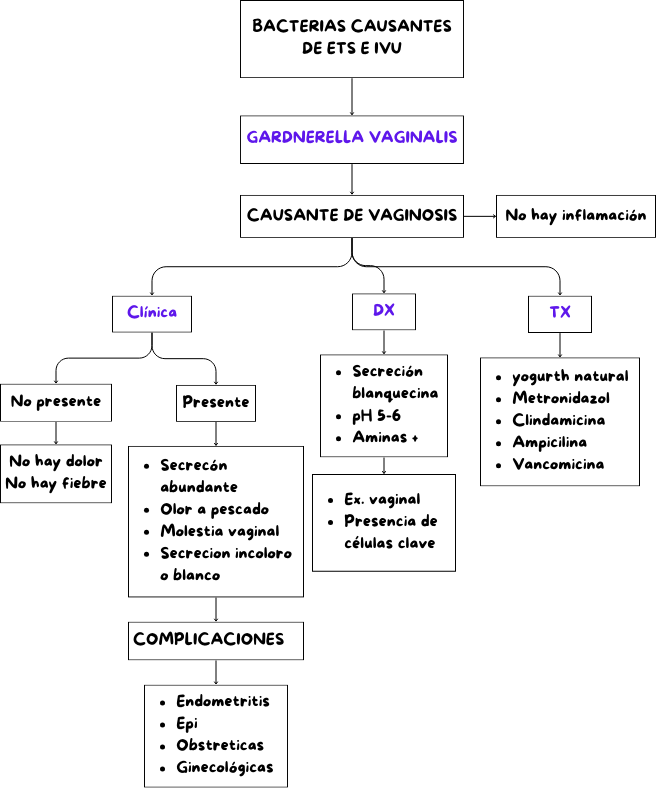 BACTERIAS CAUSANTES
DE ETS E IVU
GARDNERELLA VAGINALIS
CAUSANTE DE VAGINOSIS
No hay inflamación
Clínica
DX
TX
No presente
Presente
No hay dolor
No hay fiebre
• Secrecón
abundante
• Olor a pescado
• Molestia vaginal
• Secrecion incoloro
o blanco
COMPLICACIONES
• Endometritis
• Epi
• Obstreticas
• Ginecológicas
• Secreción
blanquecina
• pH 5-6
• Aminas +
• Ex. vaginal
• Presencia de
células clave
• yogurth natural
• Metronidazol
• Clindamicina
• Ampicilina
• Vancomicina